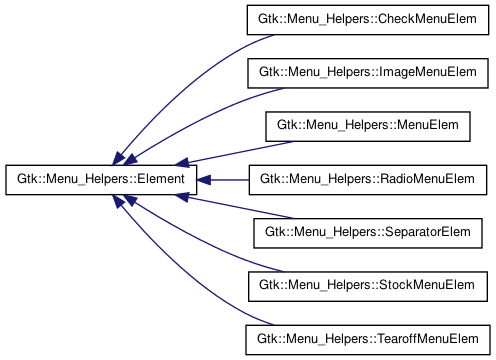 Gtk::Menu_Helpers::CheckMenuElem
Gtk::Menu_Helpers::ImageMenuElem
Gtk::Menu_Helpers::MenuElem
Gtk::Menu_Helpers::Element
Gtk::Menu_Helpers::RadioMenuElem
Gtk::Menu_Helpers::SeparatorElem
Gtk::Menu_Helpers::StockMenuElem
Gtk::Menu_Helpers::TearoffMenuElem